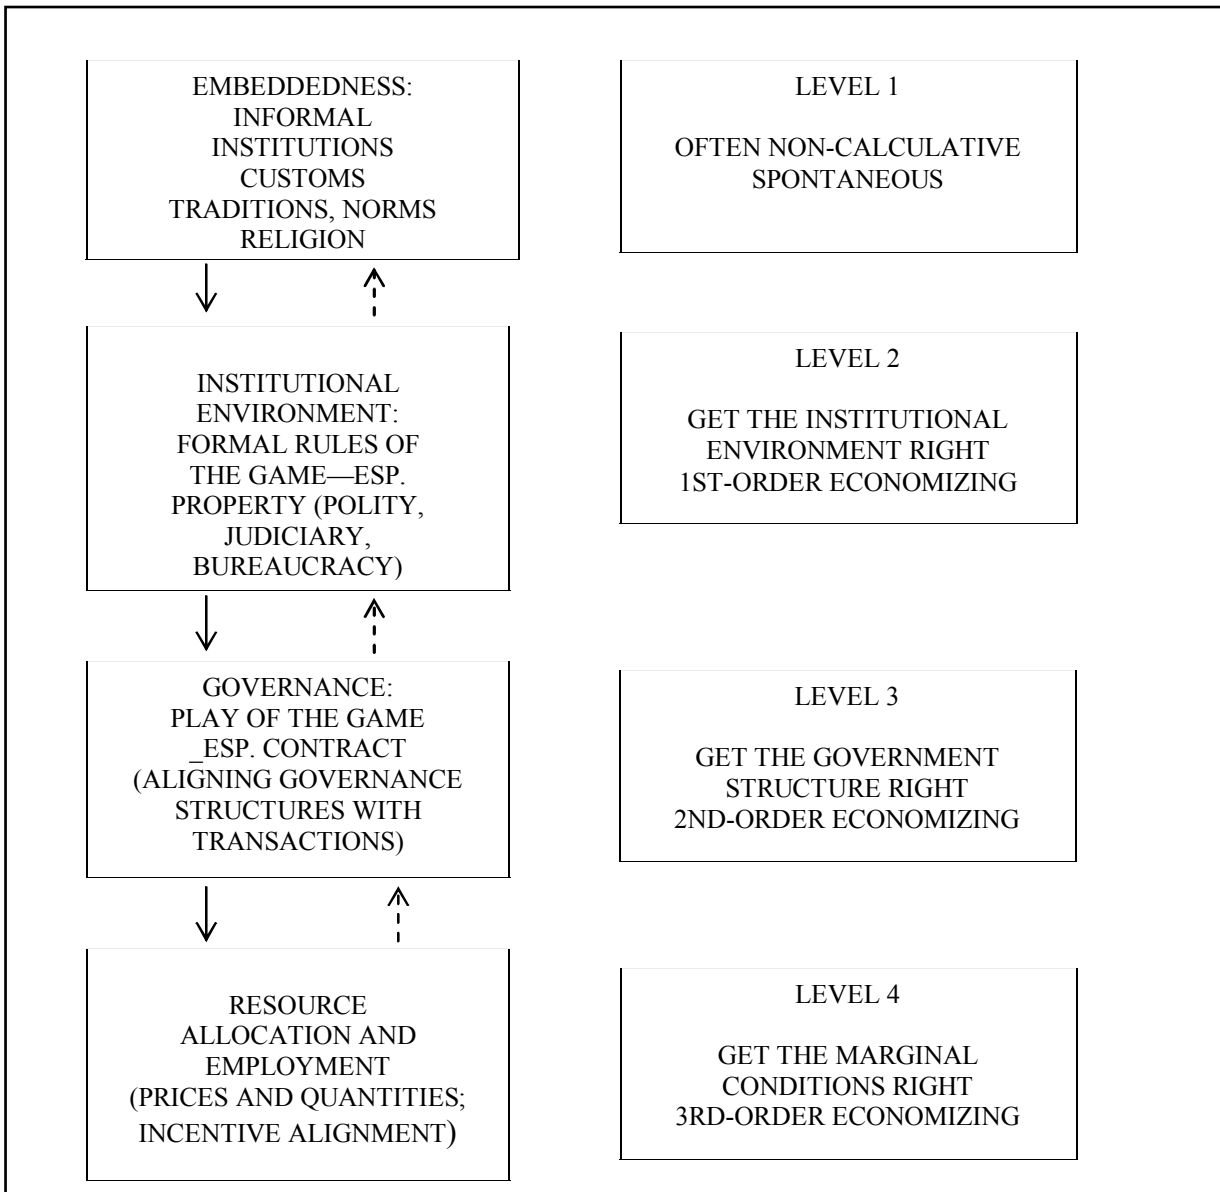 EMBEDDEDNESS:
INFORMAL
INSTITUTIONS
CUSTOMS
TRADITIONS, NORMS
RELIGION
LEVEL 1
OFTEN NON-CALCULATIVE
SPONTANEOUS
INSTITUTIONAL
ENVIRONMENT:
FORMAL RULES OF
THE GAME—ESP.
PROPERTY (POLITY,
JUDICIARY,
BUREAUCRACY)
LEVEL 2
GET THE INSTITUTIONAL
ENVIRONMENT RIGHT
1ST-ORDER ECONOMIZING
GOVERNANCE:
PLAY OF THE GAME
_ESP. CONTRACT
(ALIGNING GOVERNANCE
STRUCTURES WITH
TRANSACTIONS)
LEVEL 3
GET THE GOVERNMENT
STRUCTURE RIGHT
2ND-ORDER ECONOMIZING
RESOURCE
ALLOCATION AND
EMPLOYMENT
(PRICES AND QUANTITIES;
INCENTIVE ALIGNMENT)
LEVEL 4
GET THE MARGINAL
CONDITIONS RIGHT
3RD-ORDER ECONOMIZING